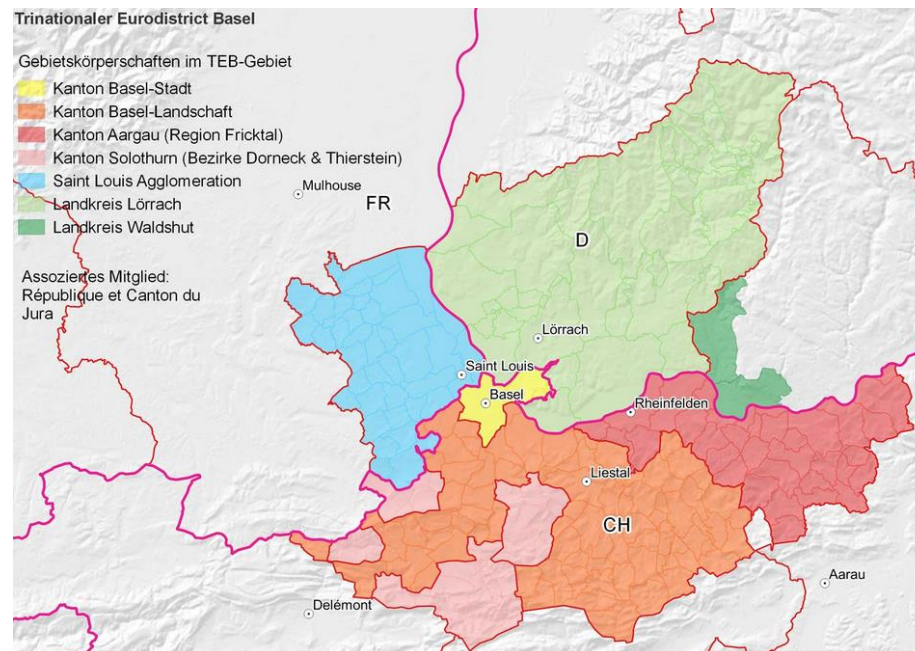 Trinationaler Eurodistrict Basel
Gebietskörperschaften im TEB-Gebiet
Kanton Basel-Stadt
Kanton Basel-Landschaft
Kanton Aargau (Region Fricktal)
Kanton Solothurn (Bezirke Dorneck & Thierstein)
Saint Louis Agglomeration
Landkreis Lörrach
Landkreis Waldshut
Assoziertes Mitglied:
République et Canton du
Jura
Mulhouse
FR
D
Lörrach
Saint Louis
Basel
Rheinfelden
Liestal
CH
Aarau
Delémont